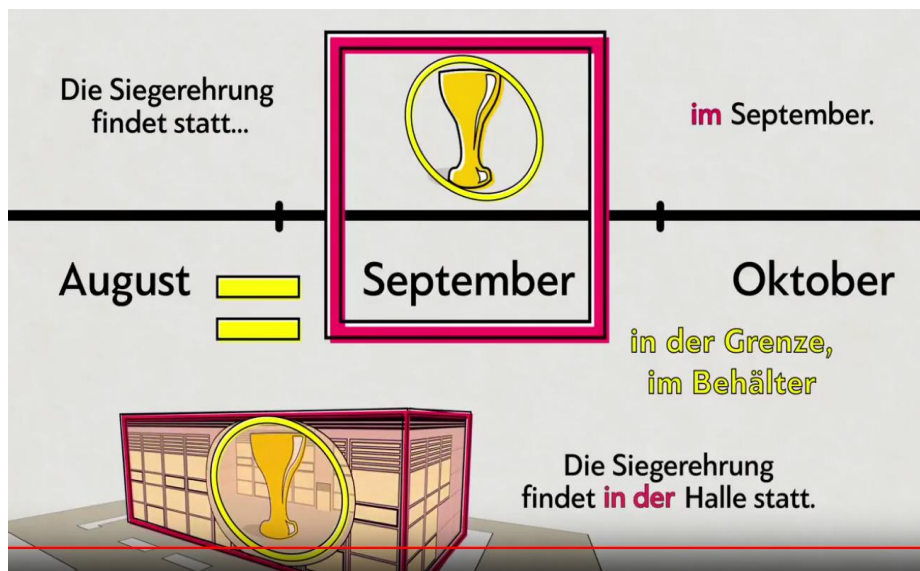 Die Siegerehrung
findet statt...
im September.
August
September
Oktober
in der Grenze,
im Behälter
Die Siegerehrung
findet in der Halle statt.